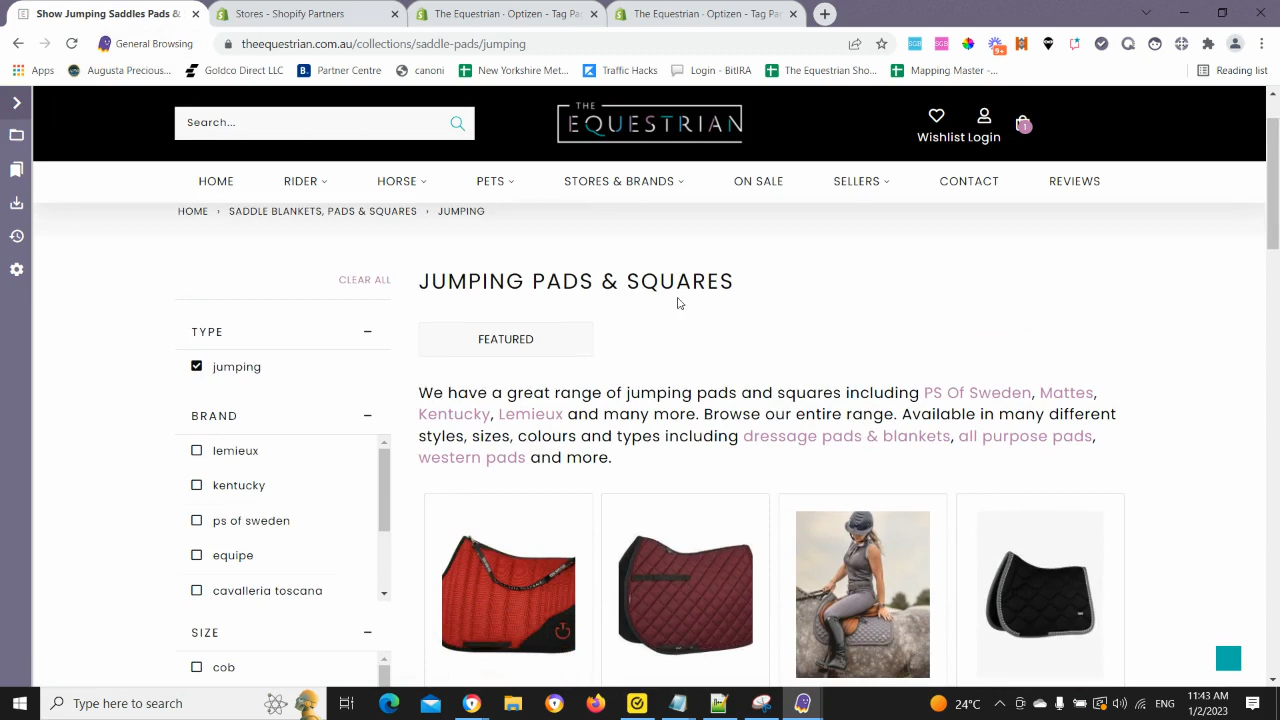 Show Jumping Saddles Pads &
Stores - Shopify Partners
The Equestrian - Optizen - Tag Pa
The Equestrian - Optizen - Tag Pa
General Browsing
theequestrian.com.au/collections/saddle-pads/jumping
9+
Apps
Augusta Precious...
Goldco Direct LLC
Partner Centre
canoni
New Yorkshire Met...
Traffic Hacks
Login - BitIRA
The Equestrian Sho...
Mapping Master -...
Reading list
Search...
THE
EQUESTRIAN
Wishlist Login
1
HOME
RIDER
HORSE
PETS
STORES & BRANDS
ON SALE
SELLERS
CONTACT
REVIEWS
HOME › SADDLE BLANKETS, PADS & SQUARES › JUMPING
CLEAR ALL
JUMPING PADS & SQUARES
TYPE
FEATURED
jumping
BRAND
lemieux
kentucky
ps of sweden
equipe
cavalleria toscana
SIZE
cob
We have a great range of jumping pads and squares including PS Of Sweden, Mattes,
Kentucky, Lemieux and many more. Browse our entire range. Available in many different
styles, sizes, colours and types including dressage pads & blankets, all purpose pads,
western pads and more.
Type here to search
24°C
ENG
11:43 AM
1/2/2023